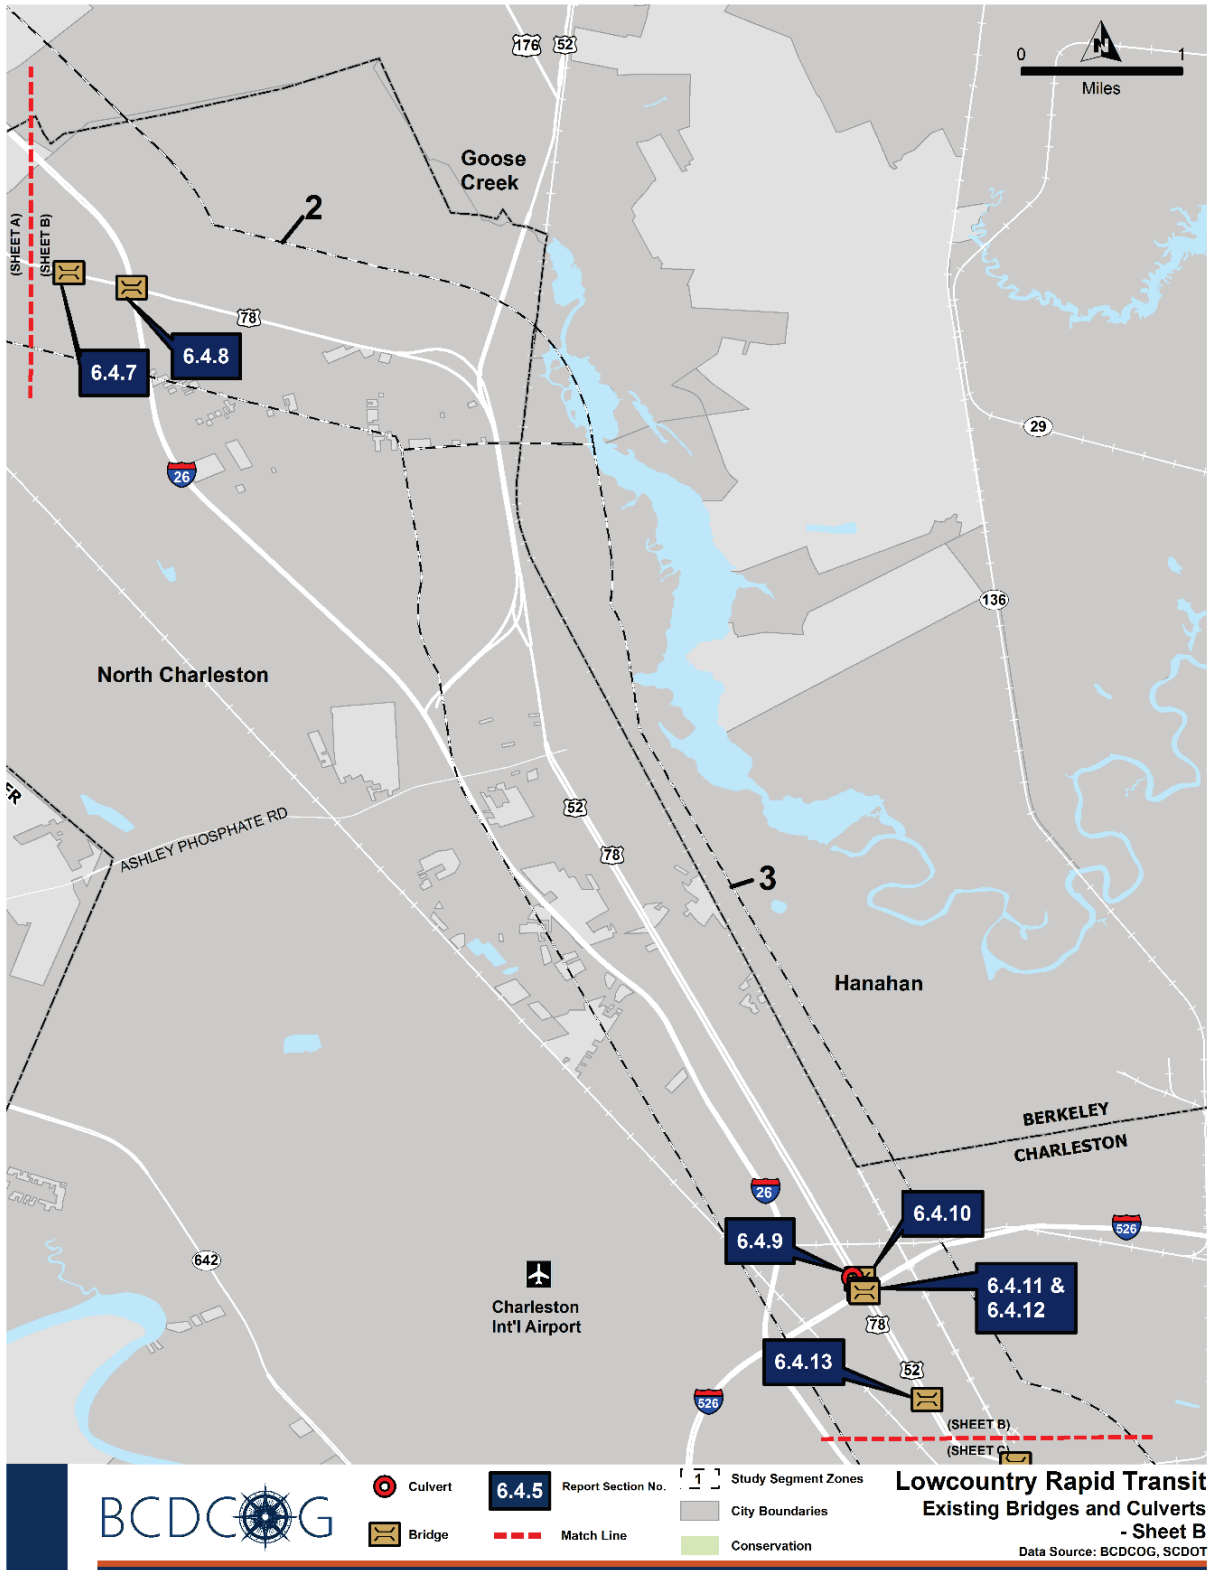 176
52
N
0
1
Miles
Goose
Creek
2
(SHEET A)
(SHEET B)
78
6.4.7
6.4.8
29
26
136
North Charleston
ASHLEY PHOSPHATE RD
52
78
3
Hanahan
BERKELEY
CHARLESTON
26
6.4.10
526
6.4.9
642
6.4.11 &
6.4.12
Charleston
Int'l Airport
78
6.4.13
52
526
(SHEET B)
(SHEET C)
BCDCOG
Culvert
Bridge
6.4.5
Report Section No.
Match Line
1
Study Segment Zones
City Boundaries
Conservation
Lowcountry Rapid Transit
Existing Bridges and Culverts
- Sheet B
Data Source: BCDCOG, SCDOT